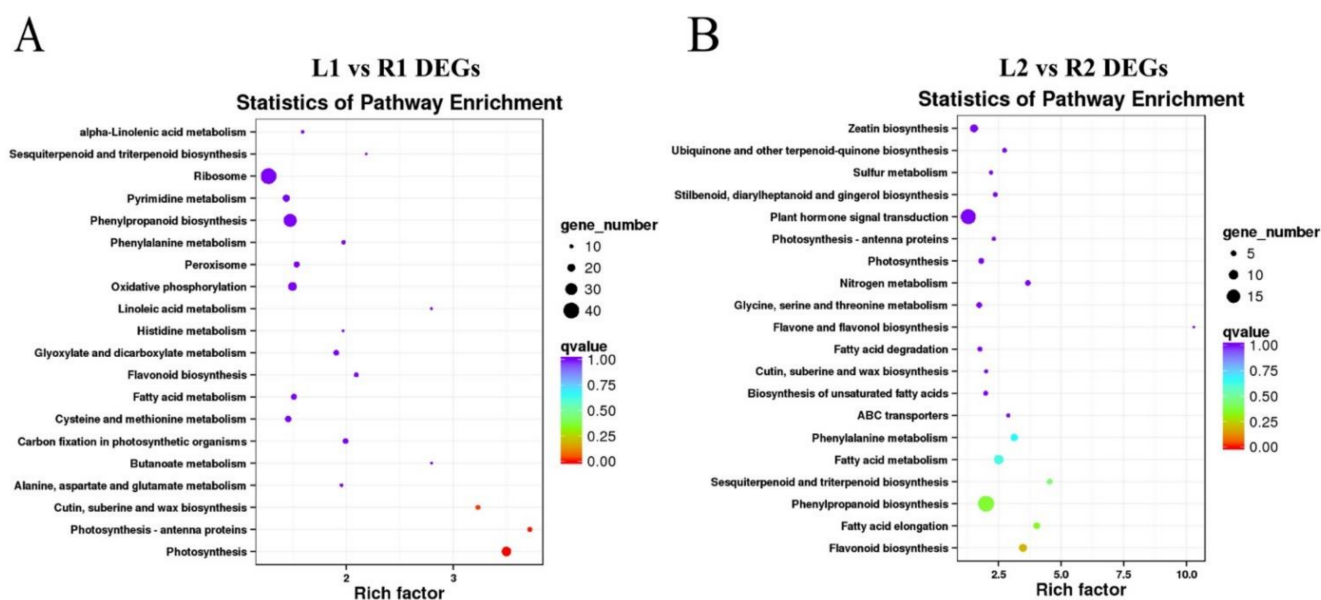 A
L1 vs R1 DEGs
Statistics of Pathway Enrichment
alpha-Linolenic acid metabolism
Sesquiterpenoid and triterpenoid biosynthesis
Ribosome
Pyrimidine metabolism
Phenylpropanoid biosynthesis
Phenylalanine metabolism
Peroxisome
Oxidative phosphorylation
Linoleic acid metabolism
Histidine metabolism
Glyoxylate and dicarboxylate metabolism
Flavonoid biosynthesis
Fatty acid metabolism
Cysteine and methionine metabolism
Carbon fixation in photosynthetic organisms
Butanoate metabolism
Alanine, aspartate and glutamate metabolism
Cutin, suberine and wax biosynthesis
Photosynthesis - antenna proteins
Photosynthesis
2 3
Rich factor
gene_number
10
20
30
40
qvalue
1.00
0.75
0.50
0.25
0.00
B
L2 vs R2 DEGs
Statistics of Pathway Enrichment
Zeatin biosynthesis
Ubiquinone and other terpenoid-quinone biosynthesis
Sulfur metabolism
Stilbenoid, diarylheptanoid and gingerol biosynthesis
Plant hormone signal transduction
Photosynthesis - antenna proteins
Photosynthesis
Nitrogen metabolism
Glycine, serine and threonine metabolism
Flavone and flavonol biosynthesis
Fatty acid degradation
Cutin, suberine and wax biosynthesis
Biosynthesis of unsaturated fatty acids
ABC transporters
Phenylalanine metabolism
Fatty acid metabolism
Sesquiterpenoid and triterpenoid biosynthesis
Phenylpropanoid biosynthesis
Fatty acid elongation
Flavonoid biosynthesis
2.5 5.0 7.5 10.0
Rich factor
gene_number
5
10
15
qvalue
1.00
0.75
0.50
0.25
0.00